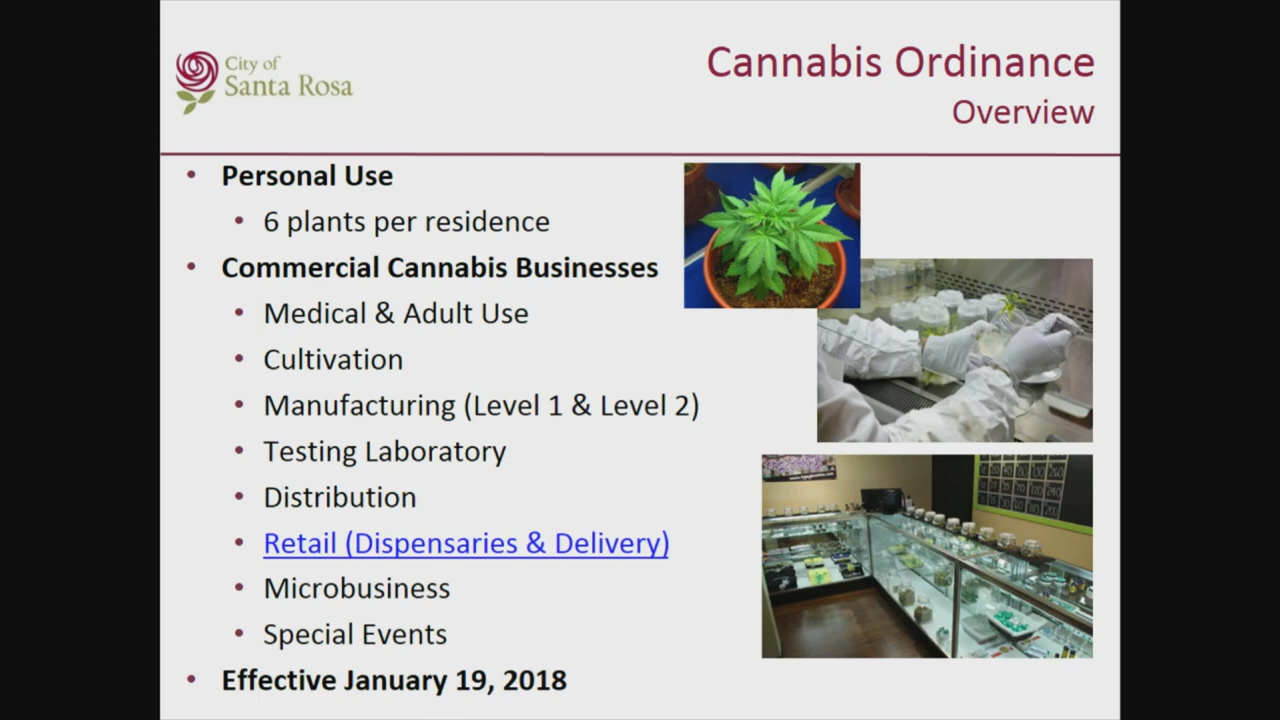 City of
Santa Rosa
Cannabis Ordinance
Overview
• Personal Use
• 6 plants per residence
• Commercial Cannabis Businesses
• Medical & Adult Use
• Cultivation
• Manufacturing (Level 1 & Level 2)
• Testing Laboratory
• Distribution
• Retail (Dispensaries & Delivery)
• Microbusiness
• Special Events
• Effective January 19, 2018